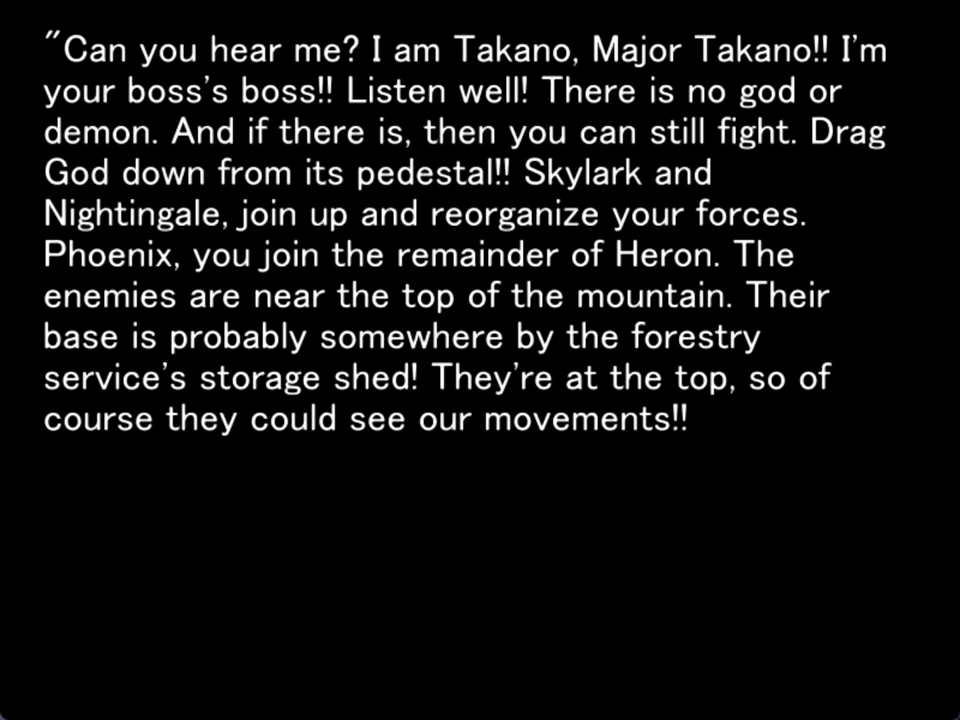 "Can you hear me? I am Takano, Major Takano!! I'm
your boss's boss!! Listen well! There is no god or
demon. And if there is, then you can still fight. Drag
God down from its pedestal!! Skylark and
Nightingale, join up and reorganize your forces.
Phoenix, you join the remainder of Heron. The
enemies are near the top of the mountain. Their
base is probably somewhere by the forestry
service's storage shed! They're at the top, so of
course they could see our movements!!